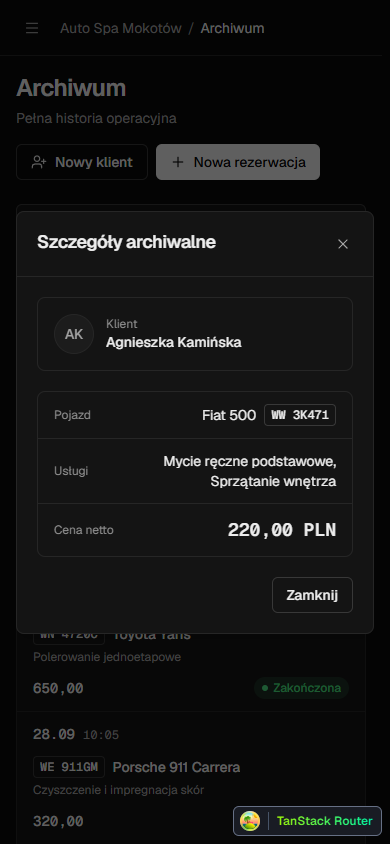 Auto Spa Mokotów / Archiwum
Archiwum
Pełna historia operacyjna
Nowy klient
Nowa rezerwacja
Szczegóły archiwalne
AK
Klient
Agnieszka Kamińska
Pojazd
Fiat 500 WW 3K471
Usługi
Mycie ręczne podstawowe,
Sprzątanie wnętrza
Cena netto
220,00 PLN
Zamknij
WN 4720C Toyota Yaris
Polerowanie jednoetapowe
650,00
Zakończona
28.09 10:05
WE 911GM Porsche 911 Carrera
Czyszczenie i impregnacja skór
320,00
TanStack Router